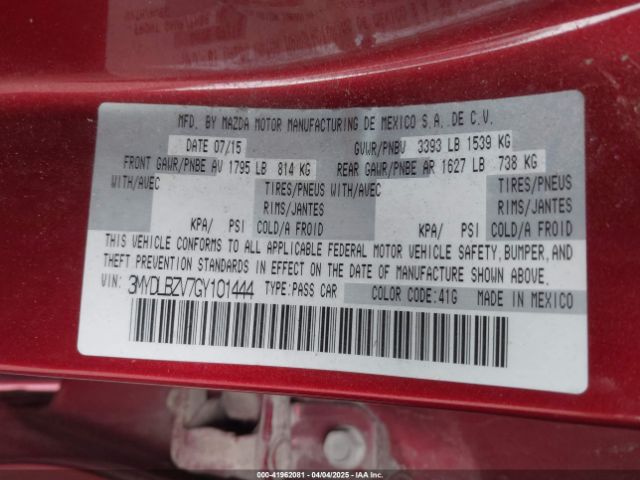 MFD. BY MAZDA MOTOR MANUFACTURING DE MEXICO S.A. DE C.V.
DATE 07/15 GVWR/PNBV 3393 LB 1539 KG
FRONT GAWR/PNBE AV 1795 LB 814 KG REAR GAWR/PNBE AR 1627 LB 738 KG
WITH/AVEC TIRES/PNEUS WITH/AVEC TIRES/PNEUS
RIMS/JANTES RIMS/JANTES
KPA/ PSI COLD/A FROID KPA/ PSI COLD/A FROID
THIS VEHICLE CONFORMS TO ALL APPLICABLE FEDERAL MOTOR VEHICLE SAFETY, BUMPER, AND
THEFT PREVENTION STANDARDS IN EFFECT ON THE DATE OF MANUFACTURE SHOWN ABOVE.
VIN: 3MYDLBZV7GY101444 TYPE:PASS CAR COLOR CODE:41G MADE IN MEXICO
000-41962081 - 04/04/2025 - IAAI.COM